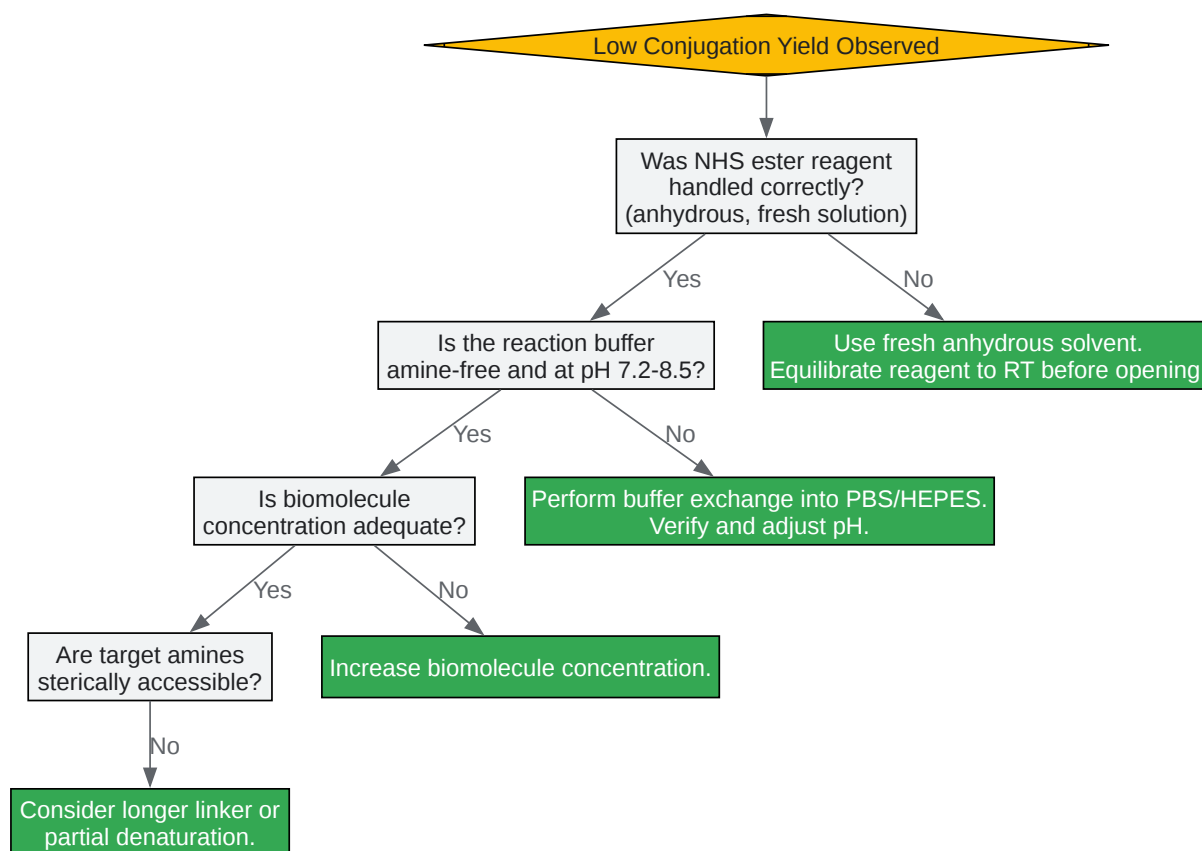 Low Conjugation Yield Observed
Was NHS ester reagent
handled correctly?
(anhydrous, fresh solution)
Yes
No
Is the reaction buffer
amine-free and at pH 7.2-8.5?
Use fresh anhydrous solvent.
Equilibrate reagent to RT before opening
Yes
No
Is biomolecule
concentration adequate?
Perform buffer exchange into PBS/HEPES.
Verify and adjust pH.
Yes
No
Are target amines
sterically accessible?
Increase biomolecule concentration.
No
Consider longer linker or
partial denaturation.